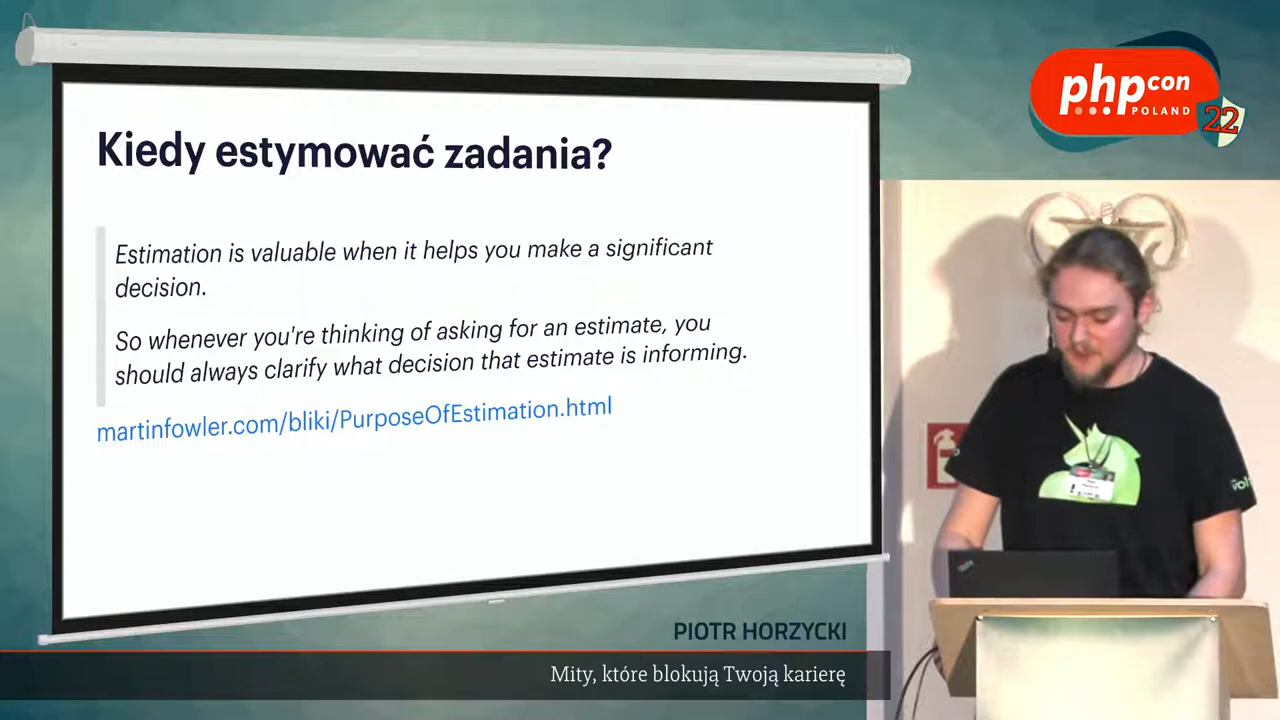 Kiedy estymować zadania?
Estimation is valuable when it helps you make a significant
decision.
So whenever you're thinking of asking for an estimate, you
should always clarify what decision that estimate is informing.
martinfowler.com/bliki/PurposeOfEstimation.html
phpcon
POLAND
22
PIOTR HORZYCKI
Mity, które blokują Twoją karierę